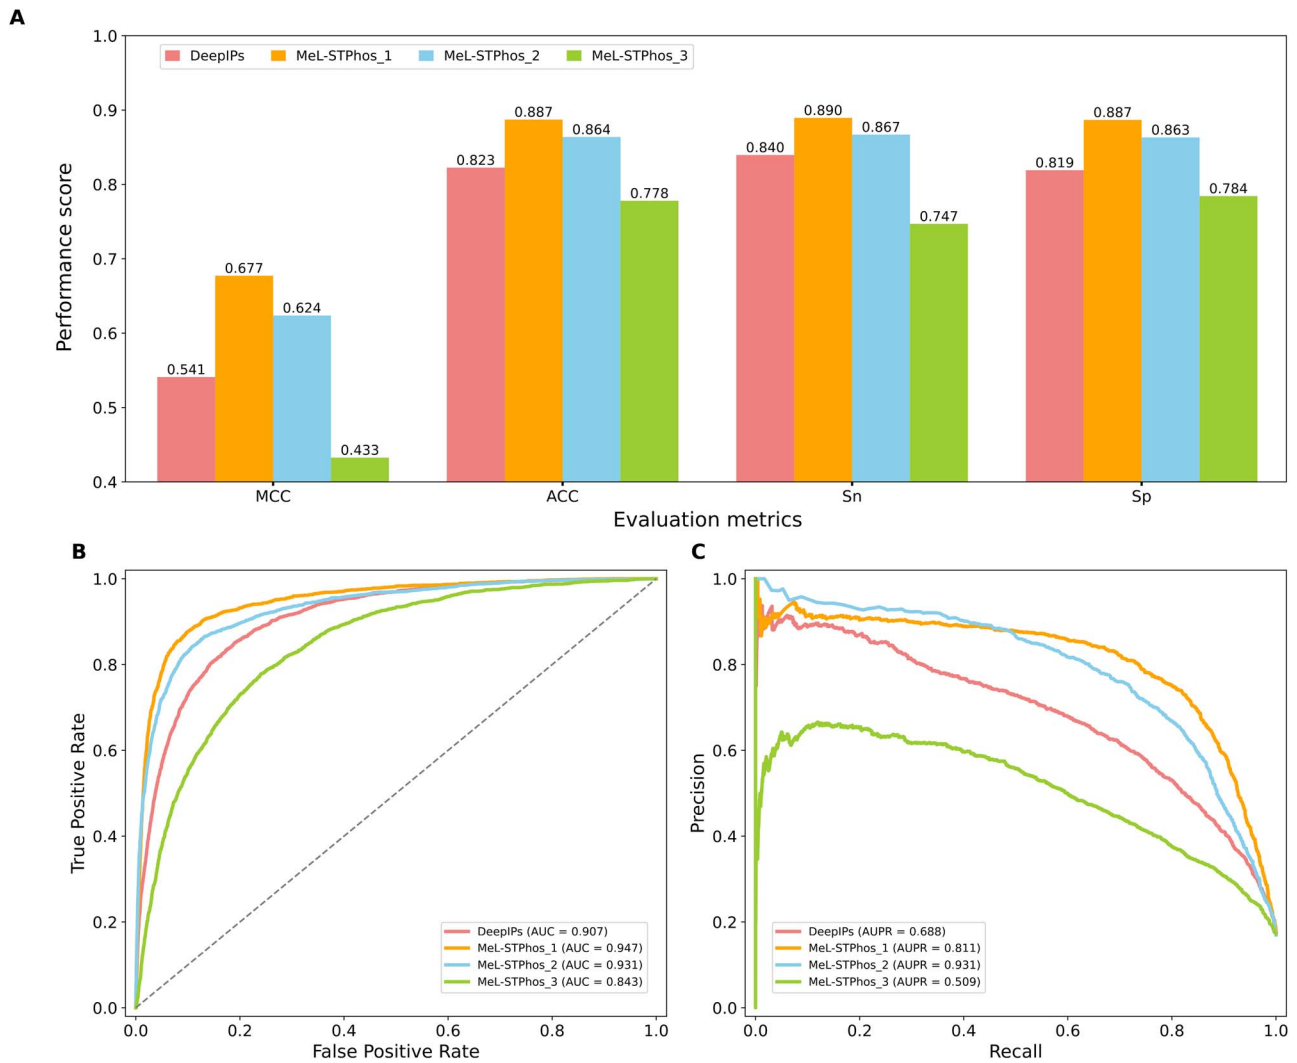 A
1.0
DeepIPs MeL-STPhos_1 MeL-STPhos_2 MeL-STPhos_3
0.9
0.8
0.7
0.6
0.5
0.4
Performance score
0.541 0.677 0.624 0.433
0.823 0.887 0.864 0.778
0.840 0.890 0.867 0.747
0.819 0.887 0.863 0.784
MCC ACC Sn Sp
Evaluation metrics
B
1.0
0.8
0.6
0.4
0.2
0.0
True Positive Rate
DeepIPs (AUC = 0.907)
MeL-STPhos_1 (AUC = 0.947)
MeL-STPhos_2 (AUC = 0.931)
MeL-STPhos_3 (AUC = 0.843)
0.0 0.2 0.4 0.6 0.8 1.0
False Positive Rate
C
1.0
0.8
0.6
0.4
0.2
0.0
Precision
DeepIPs (AUPR = 0.688)
MeL-STPhos_1 (AUPR = 0.811)
MeL-STPhos_2 (AUPR = 0.931)
MeL-STPhos_3 (AUPR = 0.509)
0.0 0.2 0.4 0.6 0.8 1.0
Recall